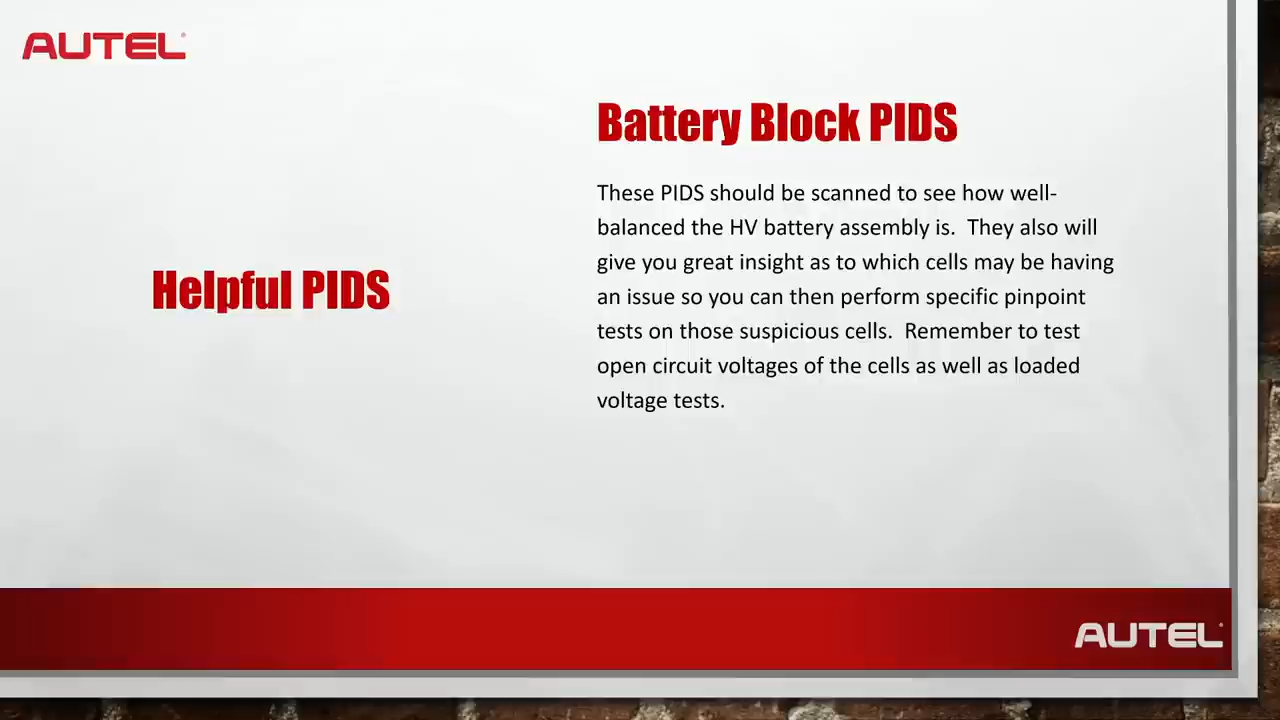 AUTEL
Battery Block PIDS
These PIDS should be scanned to see how well-
balanced the HV battery assembly is.  They also will
give you great insight as to which cells may be having
an issue so you can then perform specific pinpoint
tests on those suspicious cells.  Remember to test
open circuit voltages of the cells as well as loaded
voltage tests.
Helpful PIDS
AUTEL